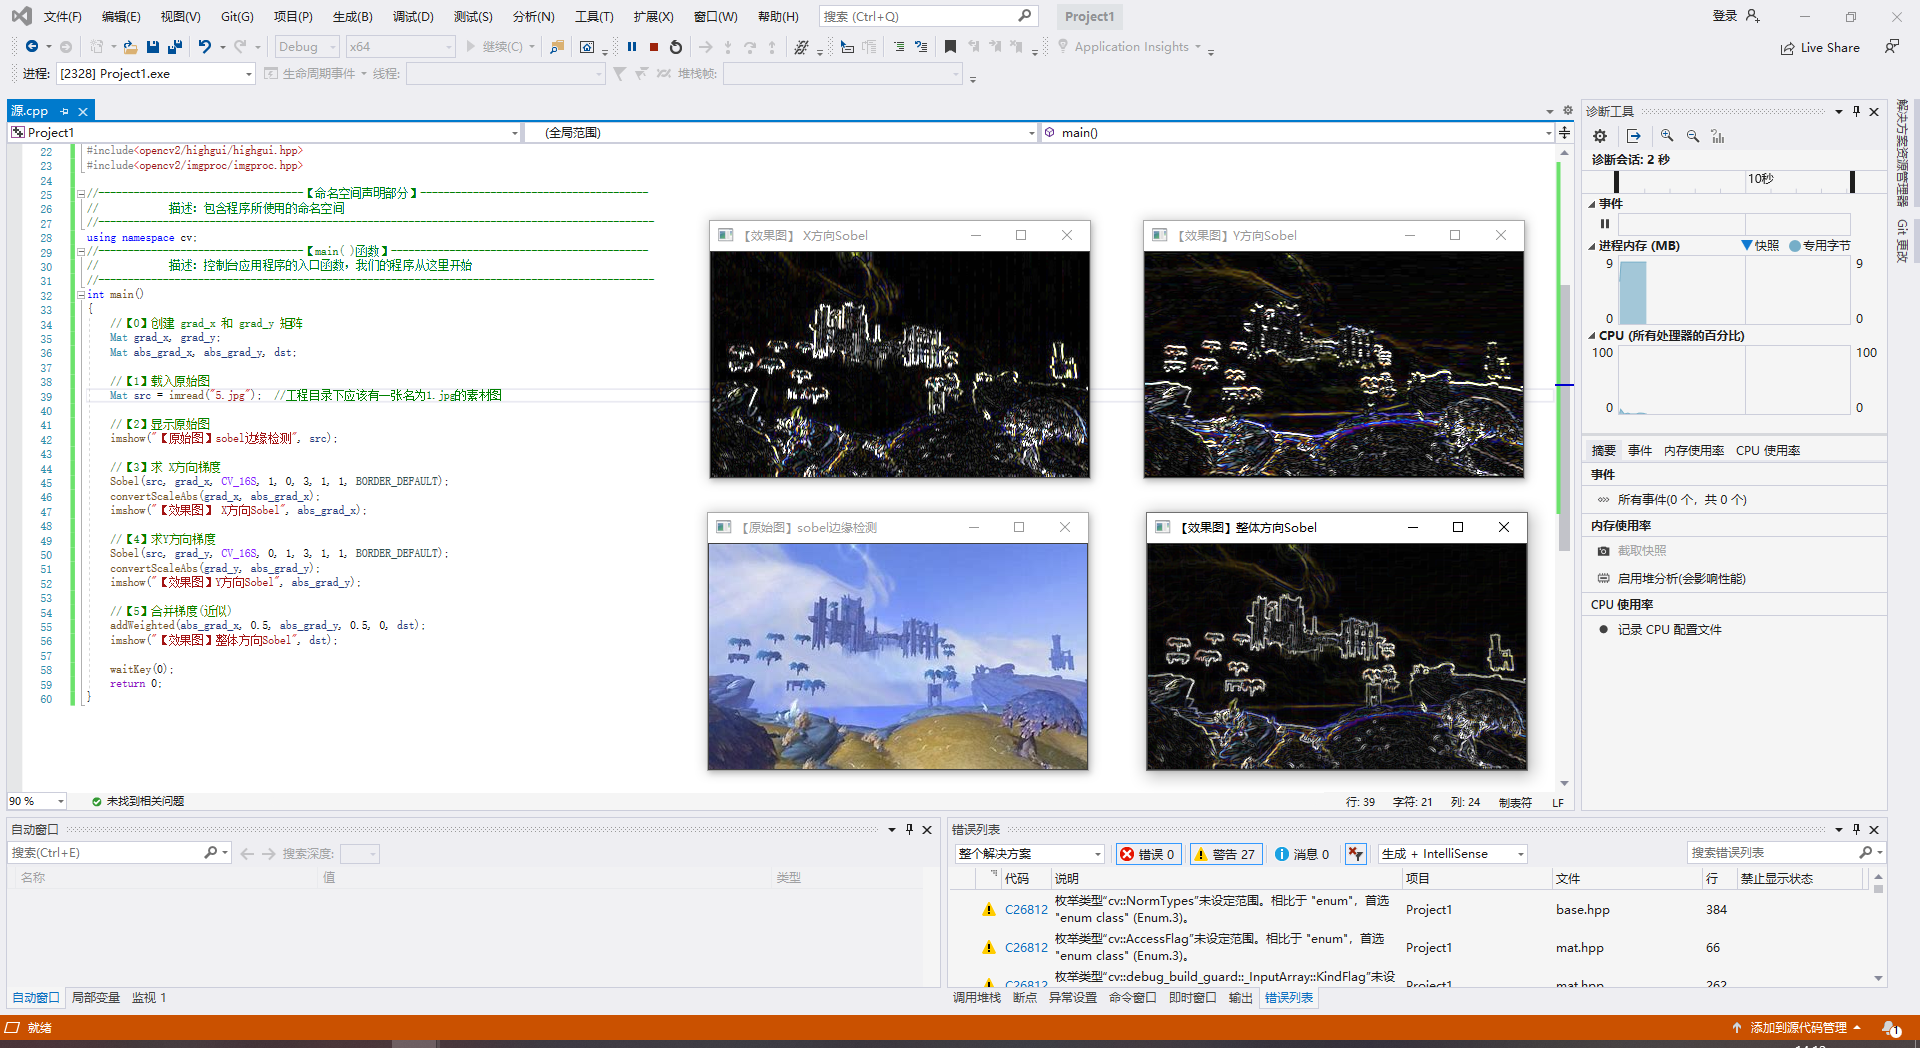 文件(F) 编辑(E) 视图(V) Git(G) 项目(P) 生成(B) 调试(D) 测试(S) 分析(N) 工具(T) 扩展(X) 窗口(W) 帮助(H) 搜索 (Ctrl+Q) Project1 登录
Debug x64 继续(C) Application Insights Live Share
进程: [2328] Project1.exe 生命周期事件 线程: 堆栈帧:
源.cpp
Project1 (全局范围) main()
22 #include<opencv2/highgui/highgui.hpp>
23 #include<opencv2/imgproc/imgproc.hpp>
24
25 //-----------------------------------【命名空间声明部分】---------------------------------------
26 // 描述：包含程序所使用的命名空间
27 //-----------------------------------------------------------------------------------------------
28 using namespace cv;
29 //-----------------------------------【main( )函数】--------------------------------------------
30 // 描述：控制台应用程序的入口函数，我们的程序从这里开始
31 //-----------------------------------------------------------------------------------------------
32 int main()
33 {
34 //【0】创建 grad_x 和 grad_y 矩阵
35 Mat grad_x, grad_y;
36 Mat abs_grad_x, abs_grad_y, dst;
37
38 //【1】载入原始图
39 Mat src = imread("5.jpg"); //工程目录下应该有一张名为1.jpg的素材图
40
41 //【2】显示原始图
42 imshow("【原始图】sobel边缘检测", src);
43
44 //【3】求 X方向梯度
45 Sobel(src, grad_x, CV_16S, 1, 0, 3, 1, 1, BORDER_DEFAULT);
46 convertScaleAbs(grad_x, abs_grad_x);
47 imshow("【效果图】 X方向Sobel", abs_grad_x);
48
49 //【4】求Y方向梯度
50 Sobel(src, grad_y, CV_16S, 0, 1, 3, 1, 1, BORDER_DEFAULT);
51 convertScaleAbs(grad_y, abs_grad_y);
52 imshow("【效果图】Y方向Sobel", abs_grad_y);
53
54 //【5】合并梯度(近似)
55 addWeighted(abs_grad_x, 0.5, abs_grad_y, 0.5, 0, dst);
56 imshow("【效果图】整体方向Sobel", dst);
57
58 waitKey(0);
59 return 0;
60 }
【效果图】 X方向Sobel
【效果图】Y方向Sobel
【原始图】sobel边缘检测
【效果图】整体方向Sobel
90 % 未找到相关问题 行: 39 字符: 21 列: 24 制表符 LF
诊断工具
诊断会话: 2 秒
10秒
事件
进程内存 (MB) 快照 专用字节
9 9
0 0
CPU (所有处理器的百分比)
100 100
0 0
摘要 事件 内存使用率 CPU 使用率
事件
所有事件(0 个，共 0 个)
内存使用率
截取快照
启用堆分析(会影响性能)
CPU 使用率
记录 CPU 配置文件
解决方案资源管理器
Git 更改
自动窗口
搜索(Ctrl+E) 搜索深度:
名称 值 类型
自动窗口 局部变量 监视 1
错误列表
整个解决方案 错误 0 警告 27 消息 0 生成 + IntelliSense 搜索错误列表
代码 说明 项目 文件 行 禁止显示状态
C26812 枚举类型“cv::NormTypes”未设定范围。相比于 "enum"，首选 Project1 base.hpp 384
"enum class" (Enum.3)。
C26812 枚举类型“cv::AccessFlag”未设定范围。相比于 "enum"，首选 Project1 mat.hpp 66
"enum class" (Enum.3)。
C26812 枚举类型“cv::debug_build_guard::_InputArray::KindFlag”未设 Project1 mat.hpp 262
调用堆栈 断点 异常设置 命令窗口 即时窗口 输出 错误列表
就绪 添加到源代码管理 1